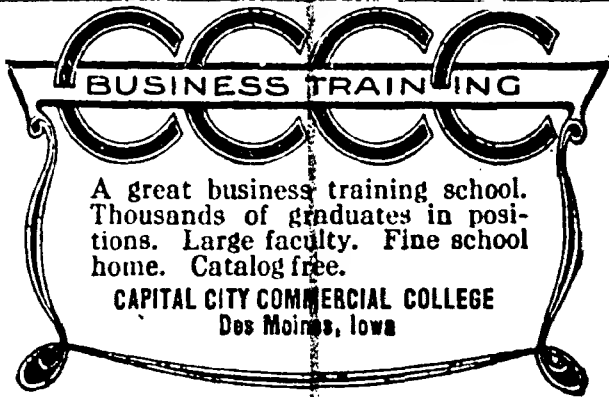 CCCC
BUSINESS TRAINING
A great business training school.
Thousands of graduates in posi-
tions. Large faculty. Fine school
home. Catalog free.
CAPITAL CITY COMMERCIAL COLLEGE
Des Moines, Iowa